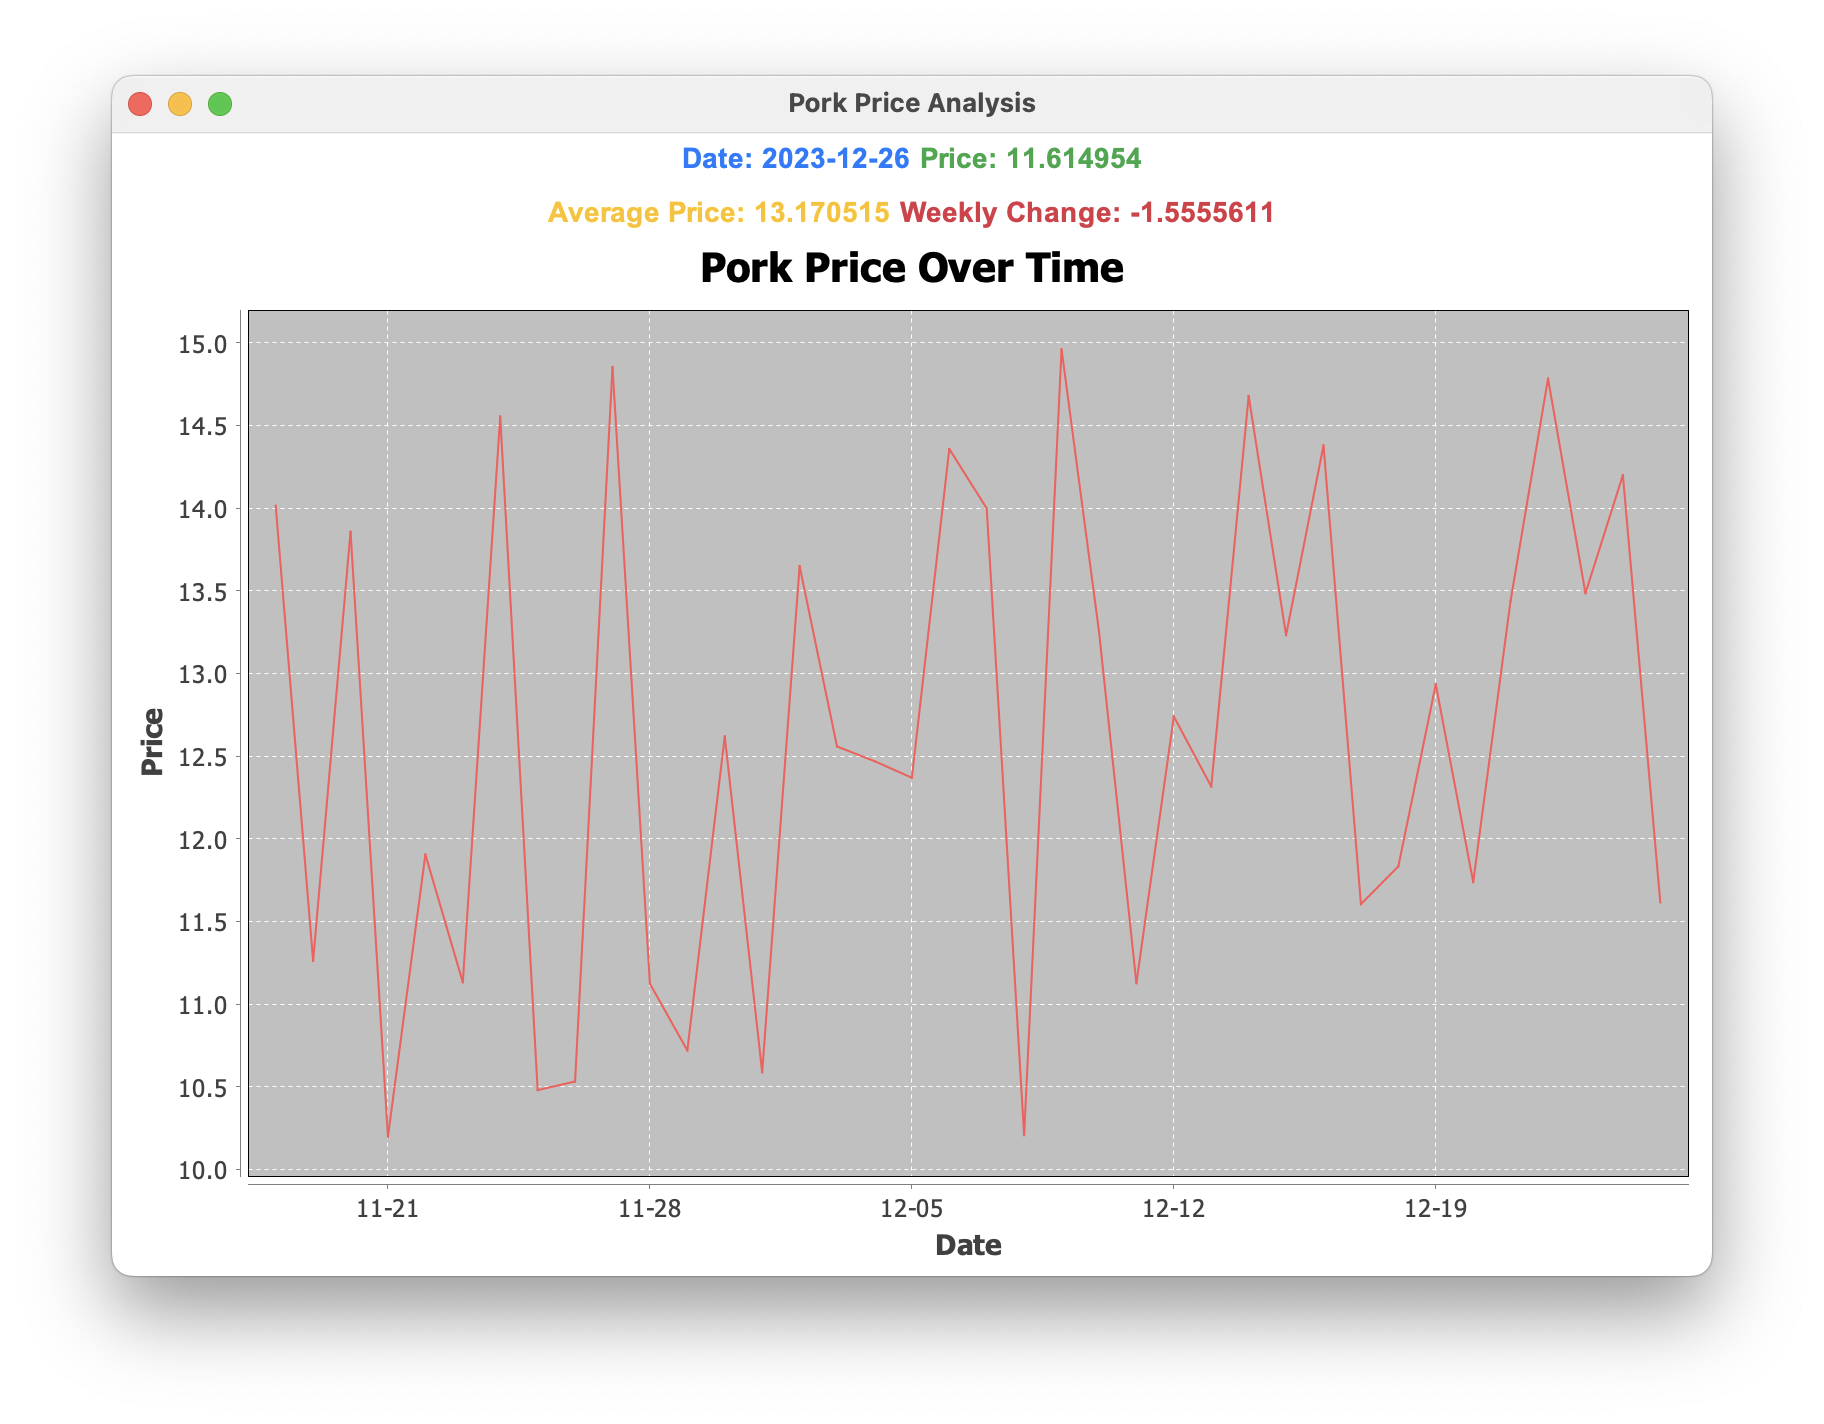 Pork Price Analysis
Date: 2023-12-26 Price: 11.614954
Average Price: 13.170515 Weekly Change: -1.5555611
Pork Price Over Time
15.0
14.5
14.0
13.5
13.0
12.5
12.0
11.5
11.0
10.5
10.0
Price
11-21 11-28 12-05 12-12 12-19
Date